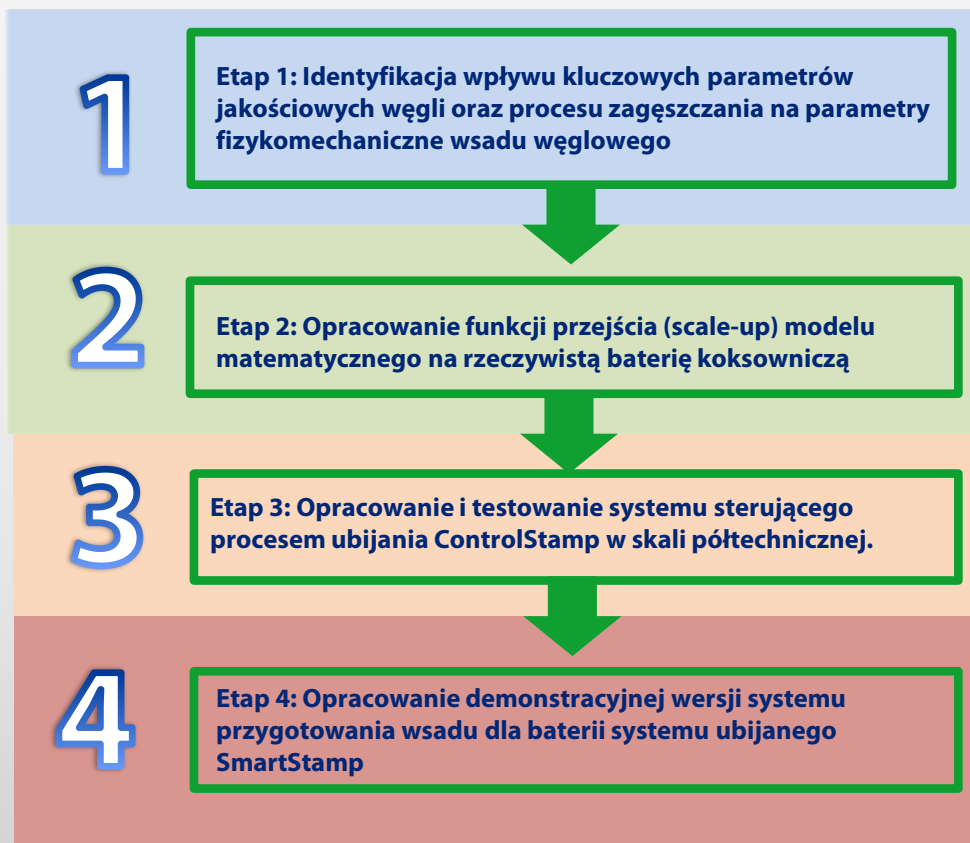 1
Etap 1: Identyfikacja wpływu kluczowych parametrów
jakościowych węgli oraz procesu zagęszczania na parametry
fizykomechaniczne wsadu węglowego
2
Etap 2: Opracowanie funkcji przejścia (scale-up) modelu
matematycznego na rzeczywistą baterię koksowniczą
3
Etap 3: Opracowanie i testowanie systemu sterującego
procesem ubijania ControlStamp w skali półtechnicznej.
4
Etap 4: Opracowanie demonstracyjnej wersji systemu
przygotowania wsadu dla baterii systemu ubijanego
SmartStamp